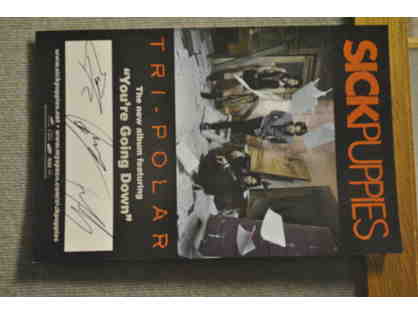 SICKPUPPIES
TRI-POLAR
The new album featuring
"You're Going Down"